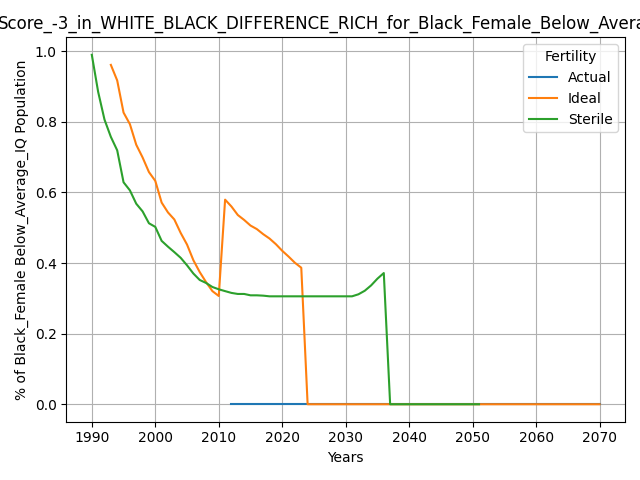 Score_-3_in_WHITE_BLACK_DIFFERENCE_RICH_for_Black_Female_Below_Avera
% of Black_Female Below_Average_IQ Population
1.0
0.8
0.6
0.4
0.2
0.0
Fertility
Actual
Ideal
Sterile
1990 2000 2010 2020 2030 2040 2050 2060 2070
Years